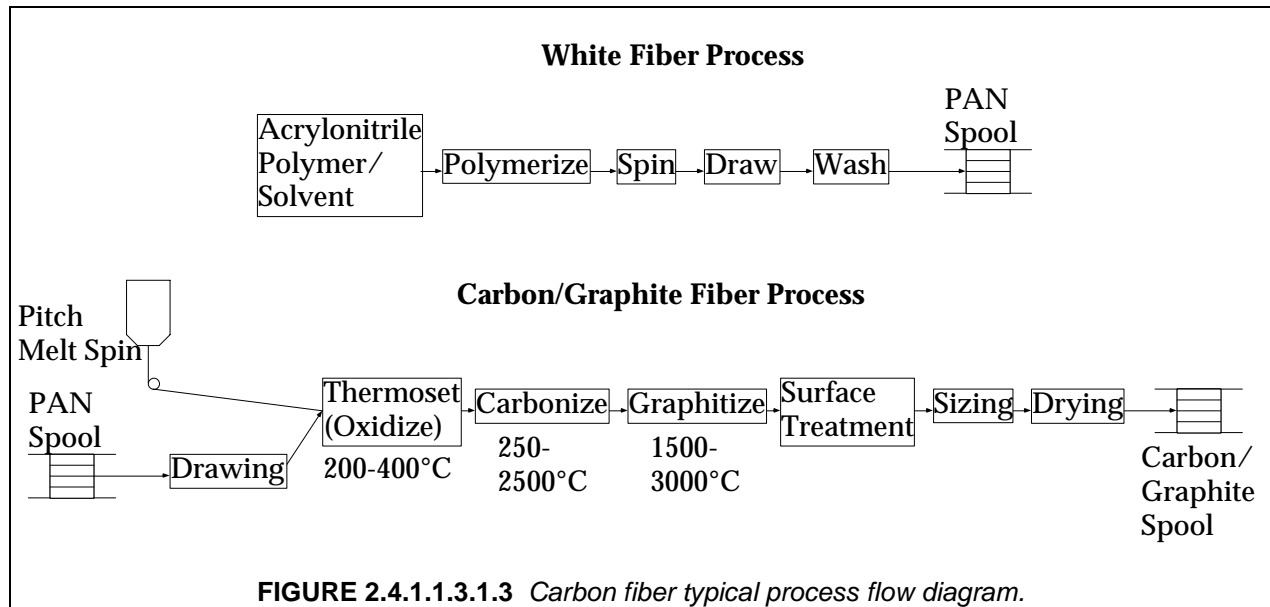 White Fiber Process
Acrylonitrile
Polymer/
Solvent
Polymerize
Spin
Draw
Wash
PAN
Spool
Carbon/Graphite Fiber Process
Pitch
Melt Spin
PAN
Spool
Drawing
Thermoset
(Oxidize)
200-400°C
Carbonize
250-
2500°C
Graphitize
1500-
3000°C
Surface
Treatment
Sizing
Drying
Carbon/
Graphite
Spool
FIGURE 2.4.1.1.3.1.3 Carbon fiber typical process flow diagram.